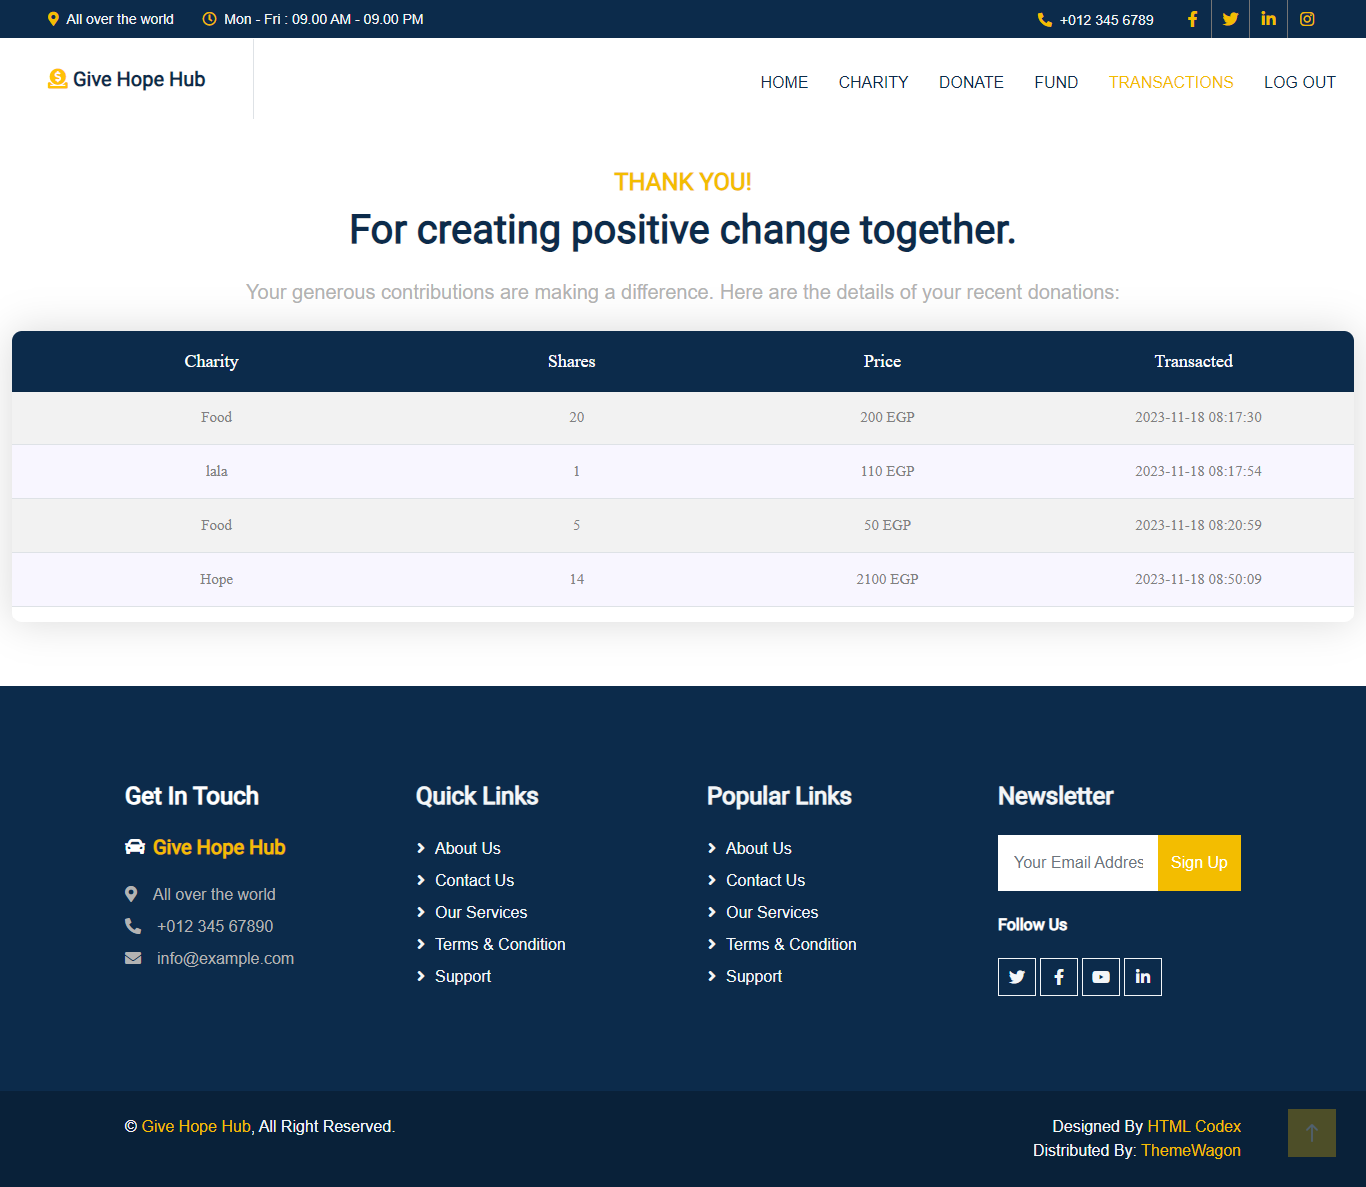 All over the world Mon - Fri : 09.00 AM - 09.00 PM +012 345 6789
Give Hope Hub HOME CHARITY DONATE FUND TRANSACTIONS LOG OUT
THANK YOU!
For creating positive change together.
Your generous contributions are making a difference. Here are the details of your recent donations:
Charity Shares Price Transacted
Food 20 200 EGP 2023-11-18 08:17:30
lala 1 110 EGP 2023-11-18 08:17:54
Food 5 50 EGP 2023-11-18 08:20:59
Hope 14 2100 EGP 2023-11-18 08:50:09
Get In Touch
Give Hope Hub
All over the world
+012 345 67890
info@example.com
Quick Links
About Us
Contact Us
Our Services
Terms & Condition
Support
Popular Links
About Us
Contact Us
Our Services
Terms & Condition
Support
Newsletter
Your Email Addres Sign Up
Follow Us
© Give Hope Hub, All Right Reserved.
Designed By HTML Codex
Distributed By: ThemeWagon